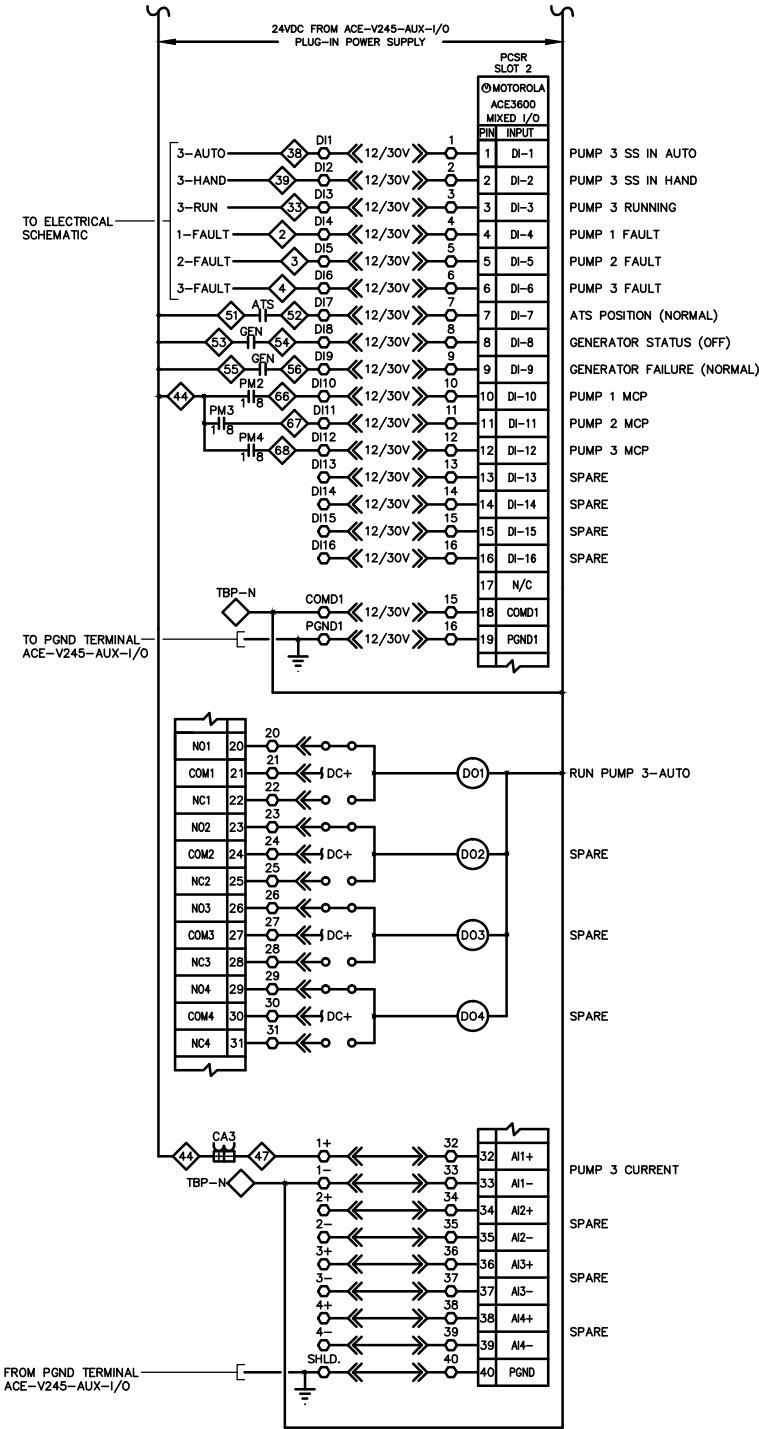 24VDC FROM ACE-V245-AUX-I/O
PLUG-IN POWER SUPPLY
PCSR
SLOT 2
MOTOROLA
ACE3600
MIXED I/O
PIN INPUT
TO ELECTRICAL
SCHEMATIC
3-AUTO 38 DI1 12/30V 1 1 DI-1 PUMP 3 SS IN AUTO
3-HAND 39 DI2 12/30V 2 2 DI-2 PUMP 3 SS IN HAND
3-RUN 33 DI3 12/30V 3 3 DI-3 PUMP 3 RUNNING
1-FAULT 2 DI4 12/30V 4 4 DI-4 PUMP 1 FAULT
2-FAULT 3 DI5 12/30V 5 5 DI-5 PUMP 2 FAULT
3-FAULT 4 DI6 12/30V 6 6 DI-6 PUMP 3 FAULT
51 ATS 52 DI7 12/30V 7 7 DI-7 ATS POSITION (NORMAL)
53 GEN 54 DI8 12/30V 8 8 DI-8 GENERATOR STATUS (OFF)
55 GEN 56 DI9 12/30V 9 9 DI-9 GENERATOR FAILURE (NORMAL)
44 PM2 1 8 66 DI10 12/30V 10 10 DI-10 PUMP 1 MCP
PM3 1 8 67 DI11 12/30V 11 11 DI-11 PUMP 2 MCP
PM4 1 8 68 DI12 12/30V 12 12 DI-12 PUMP 3 MCP
DI13 12/30V 13 13 DI-13 SPARE
DI14 12/30V 14 14 DI-14 SPARE
DI15 12/30V 15 15 DI-15 SPARE
DI16 12/30V 16 16 DI-16 SPARE
17 N/C
TBP-N COMD1 12/30V 15 18 COMD1
TO PGND TERMINAL
ACE-V245-AUX-I/O
PGND1 12/30V 16 19 PGND1
NO1 20 20
COM1 21 21 DC+ DO1 RUN PUMP 3-AUTO
NC1 22 22
NO2 23 23
COM2 24 24 DC+ DO2 SPARE
NC2 25 25
NO3 26 26
COM3 27 27 DC+ DO3 SPARE
NC3 28 28
NO4 29 29
COM4 30 30 DC+ DO4 SPARE
NC4 31 31
44 CA3 47 1+ 32 32 AI1+
PUMP 3 CURRENT
TBP-N 1- 33 33 AI1-
2+ 34 34 AI2+
SPARE
2- 35 35 AI2-
3+ 36 36 AI3+
SPARE
3- 37 37 AI3-
4+ 38 38 AI4+
SPARE
4- 39 39 AI4-
SHLD. 40 40 PGND
FROM PGND TERMINAL
ACE-V245-AUX-I/O